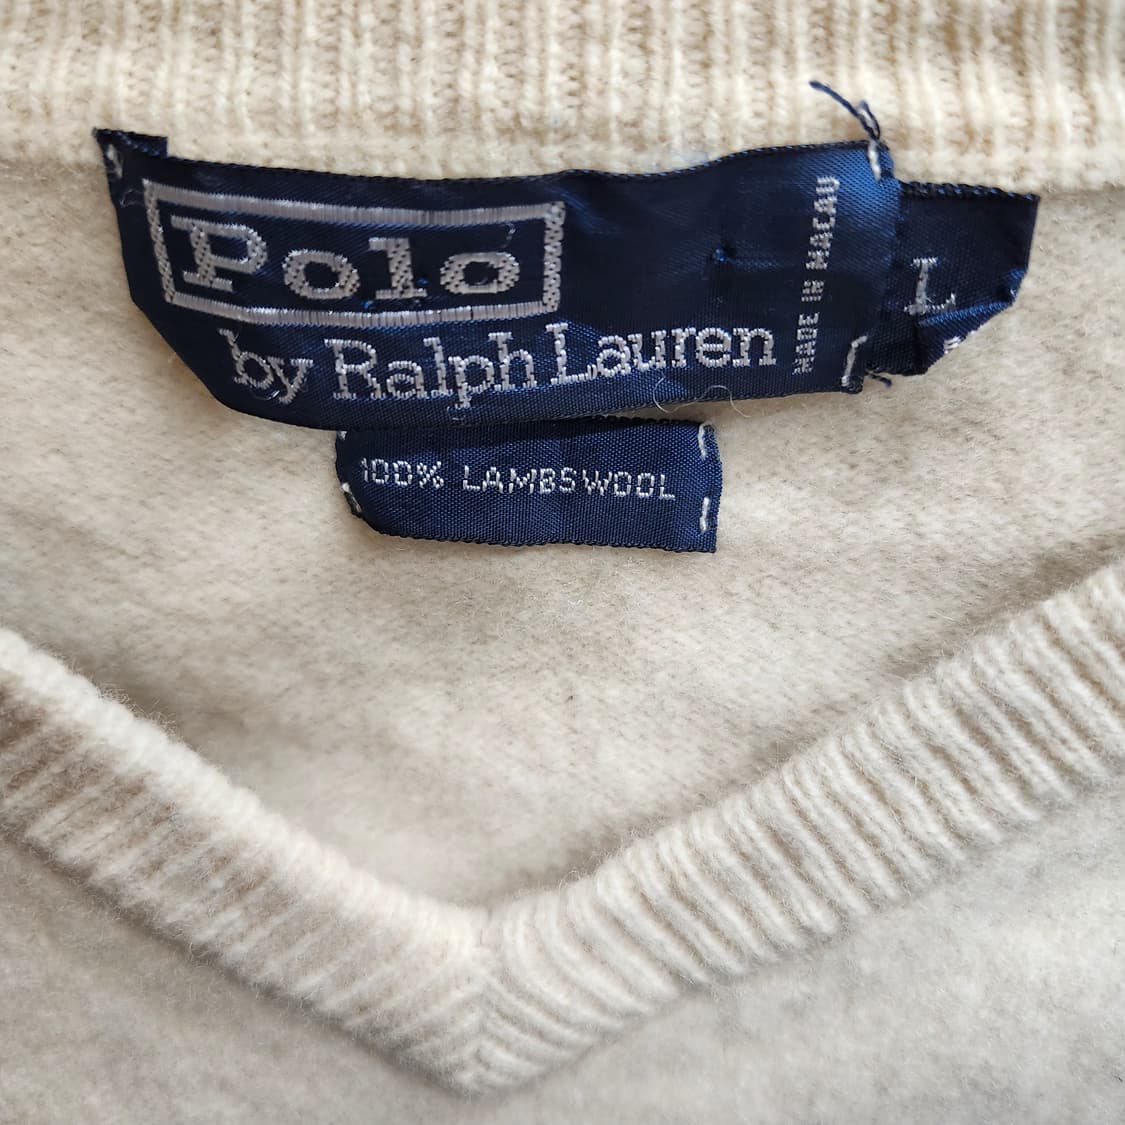 Polo
by Ralph Lauren
MADE IN MACAU
L
100% LAMBSWOOL